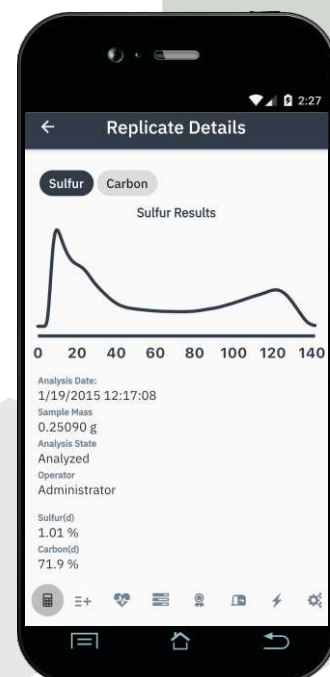 2:27
Replicate Details
Sulfur Carbon
Sulfur Results
0 20 40 60 80 100 120 140
Analysis Date:
1/19/2015 12:17:08
Sample Mass
0.25090 g
Analysis State
Analyzed
Operator
Administrator
Sulfur(d)
1.01 %
Carbon(d)
71.9 %